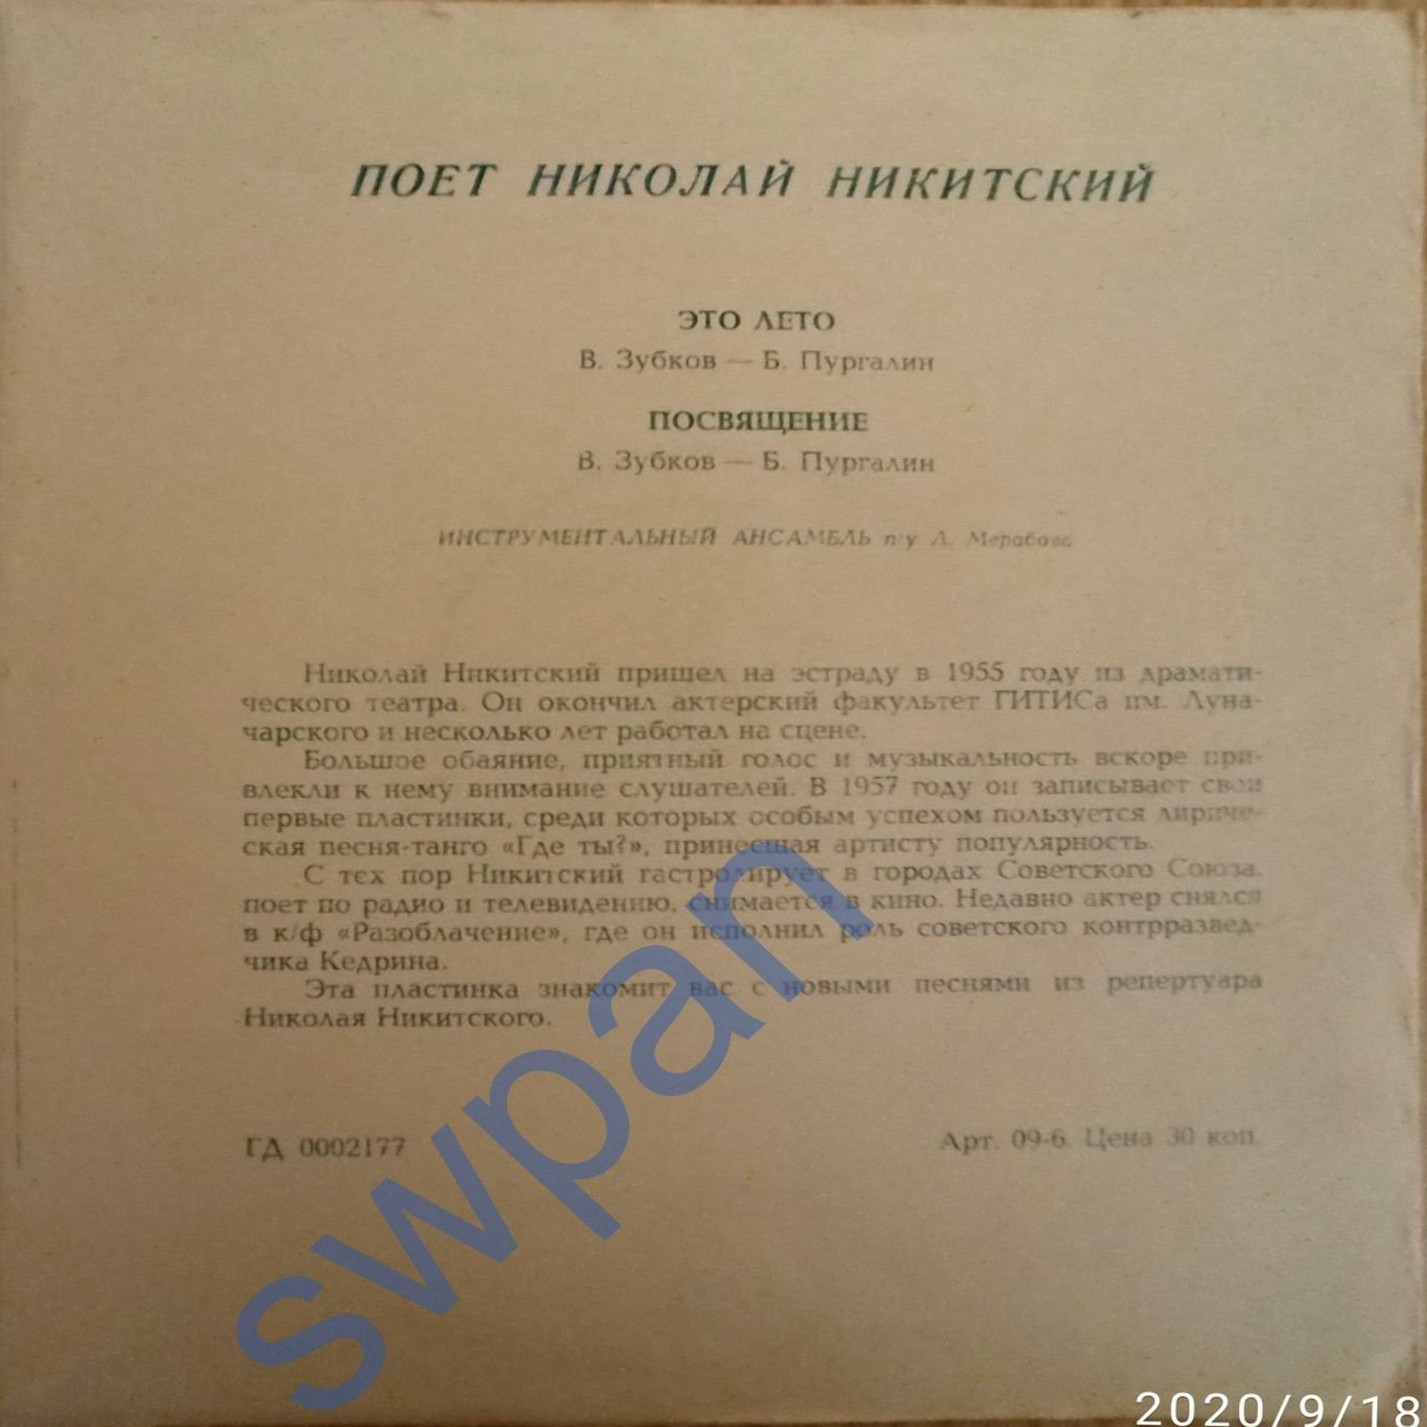 ПОЕТ НИКОЛАЙ НИКИТСКИЙ
ЭТО ЛЕТО
В. Зубков — Б. Пургалин
ПОСВЯЩЕНИЕ
В. Зубков — Б. Пургалин
ИНСТРУМЕНТАЛЬНЫЙ АНСАМБЛЬ п/у Л. Мерабова
Николай Никитский пришел на эстраду в 1955 году из драмати-
ческого театра. Он окончил актерский факультет ГИТИСа им. Луна-
чарского и несколько лет работал на сцене.
Большое обаяние, приятный голос и музыкальность вскоре при-
влекли к нему внимание слушателей. В 1957 году он записывает свои
первые пластинки, среди которых особым успехом пользуется лириче-
ская песня-танго «Где ты?», принесшая артисту популярность.
С тех пор Никитский гастролирует в городах Советского Союза,
поет по радио и телевидению, снимается в кино. Недавно актер снялся
в к/ф «Разоблачение», где он исполнил роль советского контрразвед-
чика Кедрина.
Эта пластинка знакомит вас с новыми песнями из репертуара
Николая Никитского.
ГД 0002177
Арт. 09-6. Цена 30 коп.
swpan
2020/9/18